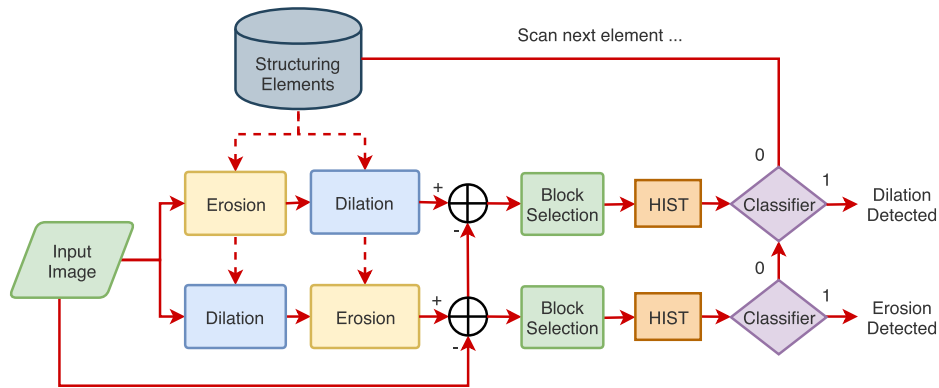 Scan next element ...
Structuring
Elements
0
1
+
Erosion
Dilation
Block
Selection
HIST
Classifier
Dilation
Detected
-
Input
Image
0
1
+
Dilation
Erosion
Block
Selection
HIST
Classifier
Erosion
Detected
-